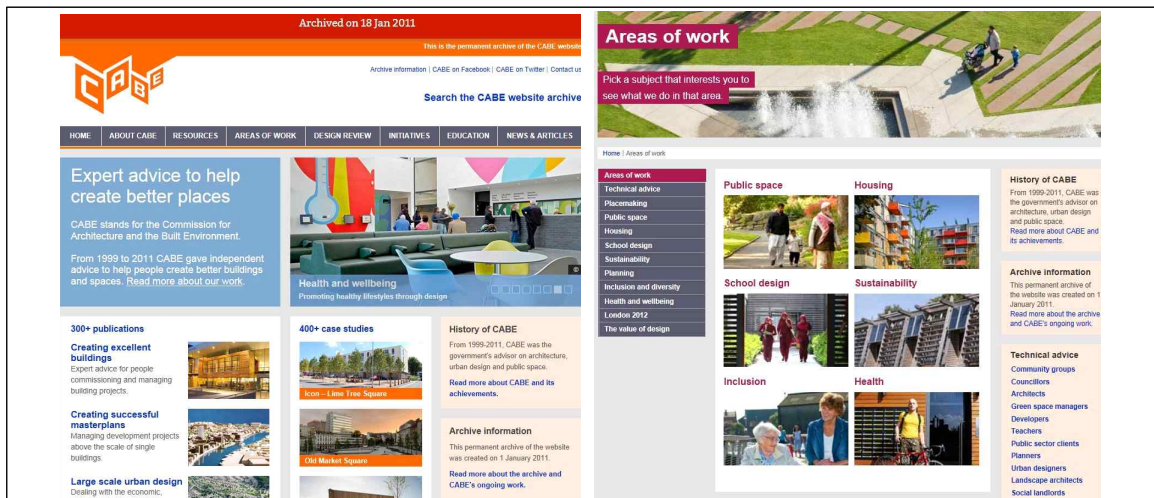 Archived on 18 Jan 2011
This is the permanent archive of the CABE website
Archive information | CABE on Facebook | CABE on Twitter | Contact us
CABE
Search the CABE website archive
HOME ABOUT CABE RESOURCES AREAS OF WORK DESIGN REVIEW INITIATIVES EDUCATION NEWS & ARTICLES
Expert advice to help
create better places
CABE stands for the Commission for
Architecture and the Built Environment.
From 1999 to 2011 CABE gave independent
advice to help people create better buildings
and spaces. Read more about our work.
©
Health and wellbeing
Promoting healthy lifestyles through design
300+ publications
Creating excellent
buildings
Expert advice for people
commissioning and managing
building projects.
Creating successful
masterplans
Managing development projects
above the scale of single
buildings.
Large scale urban design
Dealing with the economic,
400+ case studies
Icon – Lime Tree Square
Old Market Square
History of CABE
From 1999-2011, CABE was the
government's advisor on architecture,
urban design and public space.
Read more about CABE and its
achievements.
Archive information
This permanent archive of the website
was created on 1 January 2011.
Read more about the archive and
CABE's ongoing work.
Areas of work
Pick a subject that interests you to
see what we do in that area.
Home | Areas of work
Areas of work
Technical advice
Placemaking
Public space
Housing
School design
Sustainability
Planning
Inclusion and diversity
Health and wellbeing
London 2012
The value of design
Public space
Housing
School design
Sustainability
Inclusion
Health
History of CABE
From 1999-2011, CABE was
the government's advisor on
architecture, urban design
and public space.
Read more about CABE and
its achievements.
Archive information
This permanent archive of
the website was created on 1
January 2011.
Read more about the archive
and CABE's ongoing work.
Technical advice
Community groups
Councillors
Architects
Green space managers
Developers
Teachers
Public sector clients
Planners
Urban designers
Landscape architects
Social landlords